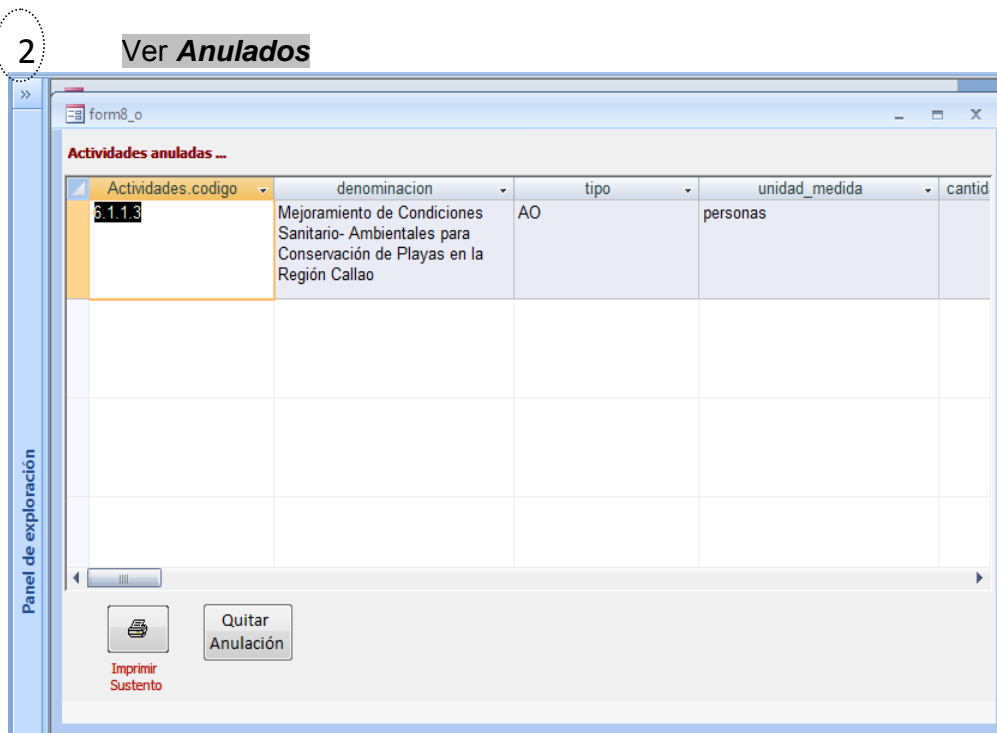 2 Ver Anulados
»
form8_o
Actividades anuladas ...
Actividades.codigo denominacion tipo unidad_medida cantid
6.1.1.3 Mejoramiento de Condiciones AO personas
Sanitario- Ambientales para
Conservación de Playas en la
Región Callao
Panel de exploración
Quitar
Anulación
Imprimir
Sustento